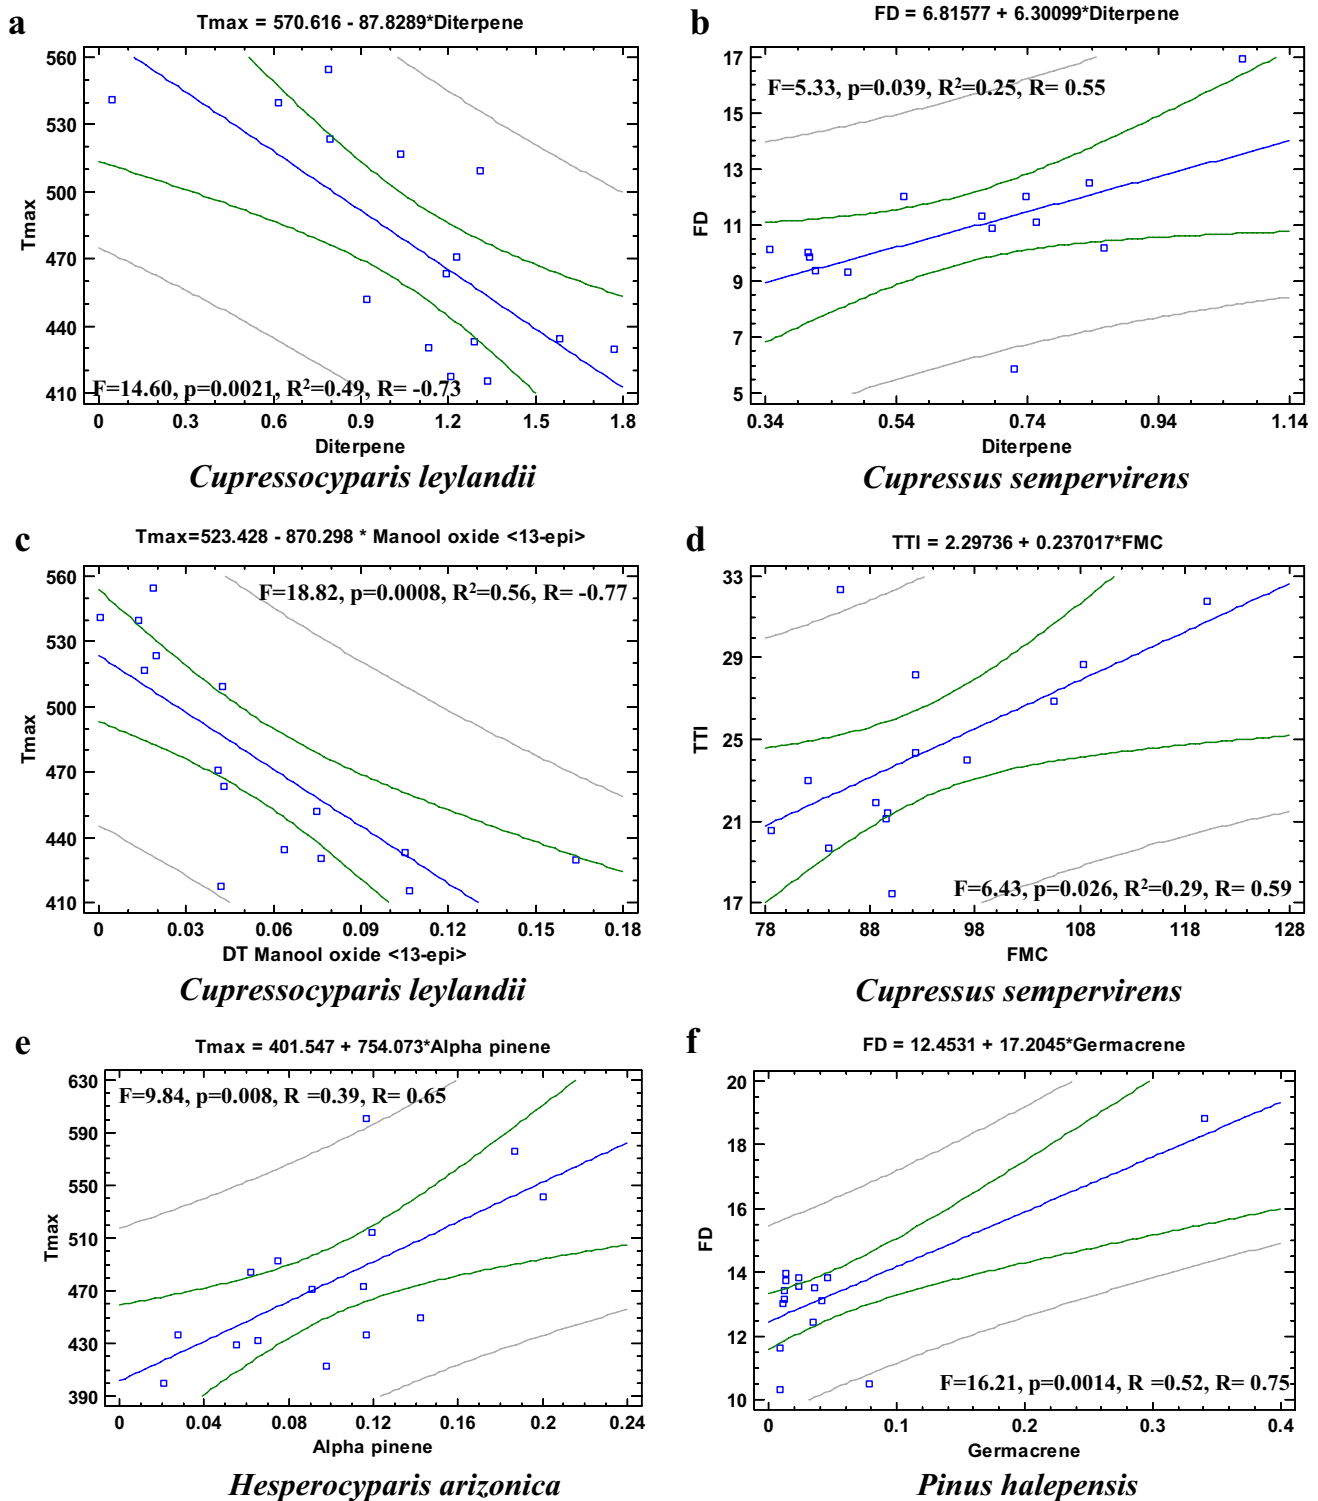 a
Tmax = 570.616 - 87.8289*Diterpene
560
530
500
470
440
410
Tmax
F=14.60, p=0.0021, R²=0.49, R= -0.73
0 0.3 0.6 0.9 1.2 1.5 1.8
Diterpene
Cupressocyparis leylandii
b
FD = 6.81577 + 6.30099*Diterpene
17
15
13
11
9
7
5
FD
F=5.33, p=0.039, R²=0.25, R= 0.55
0.34 0.54 0.74 0.94 1.14
Diterpene
Cupressus sempervirens
c
Tmax=523.428 - 870.298 * Manool oxide <13-epi>
560
530
500
470
440
410
Tmax
F=18.82, p=0.0008, R²=0.56, R= -0.77
0 0.03 0.06 0.09 0.12 0.15 0.18
DT Manool oxide <13-epi>
Cupressocyparis leylandii
d
TTI = 2.29736 + 0.237017*FMC
33
29
25
21
17
TTI
F=6.43, p=0.026, R²=0.29, R= 0.59
78 88 98 108 118 128
FMC
Cupressus sempervirens
e
Tmax = 401.547 + 754.073*Alpha pinene
630
590
550
510
470
430
390
Tmax
F=9.84, p=0.008, R =0.39, R= 0.65
0 0.04 0.08 0.12 0.16 0.2 0.24
Alpha pinene
Hesperocyparis arizonica
f
FD = 12.4531 + 17.2045*Germacrene
20
18
16
14
12
10
FD
F=16.21, p=0.0014, R =0.52, R= 0.75
0 0.1 0.2 0.3 0.4
Germacrene
Pinus halepensis